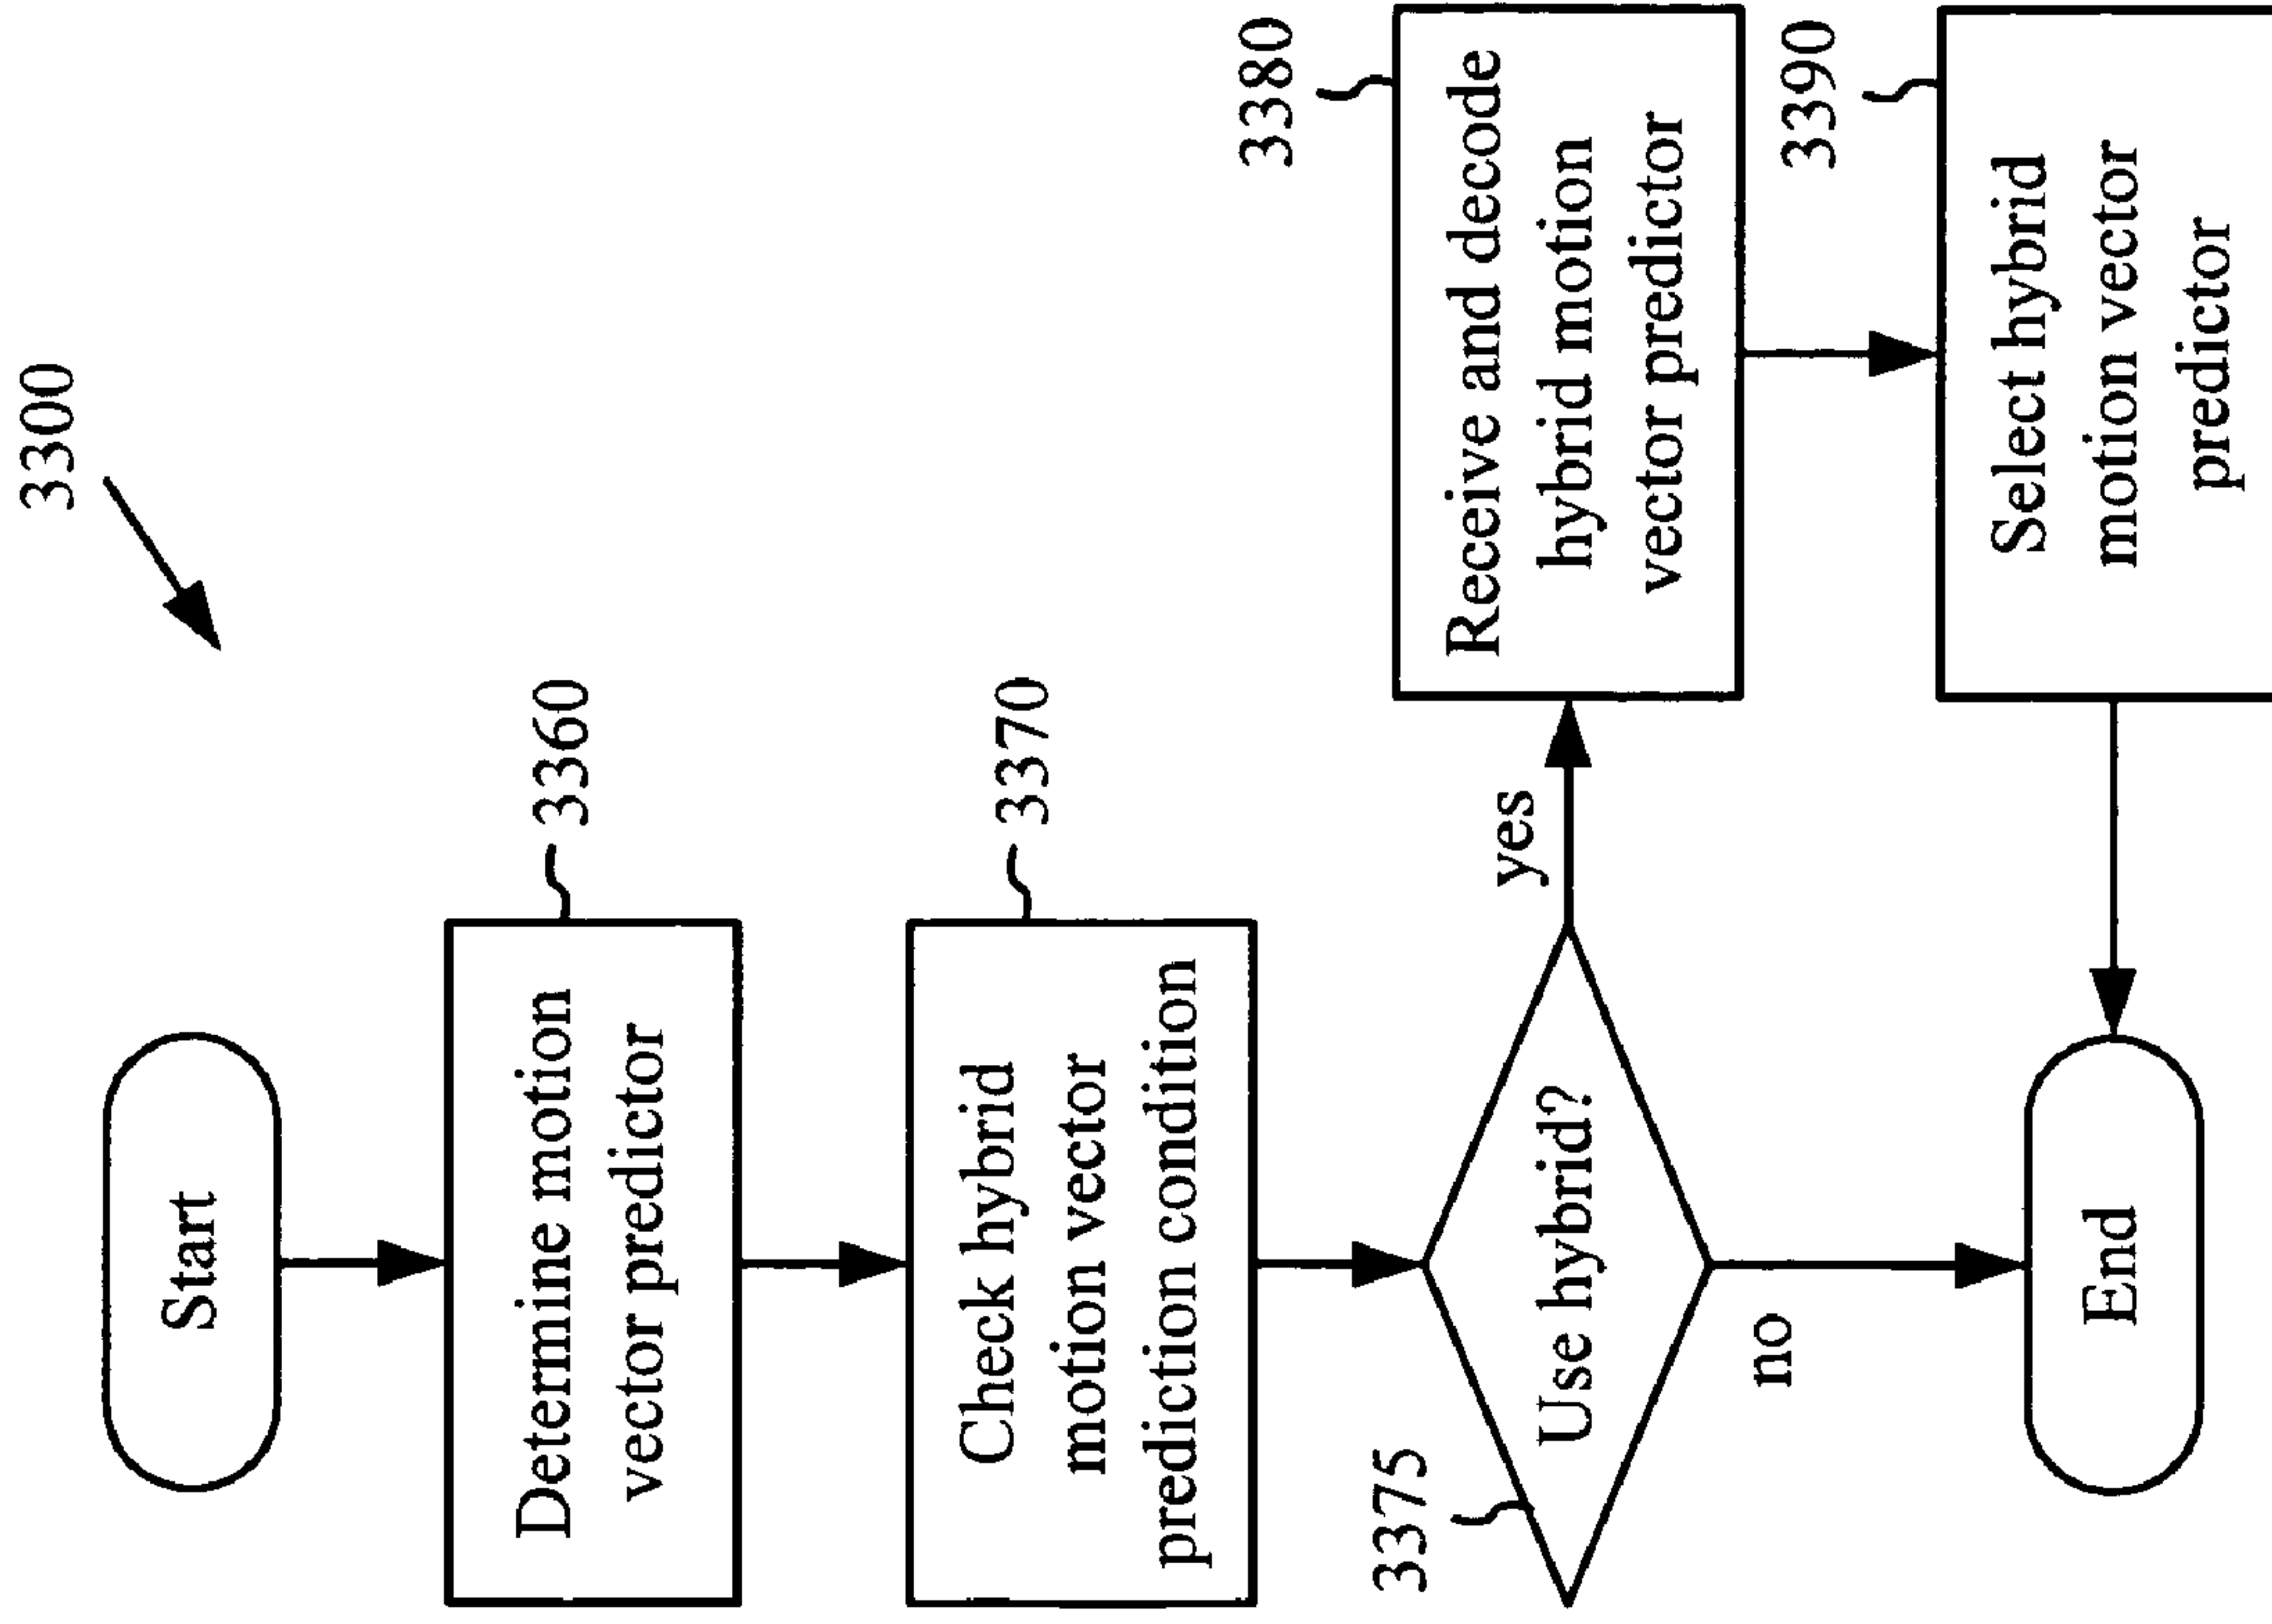 3300
Start
3360
Determine motion
vector predictor
3370
Check hybrid
motion vector
prediction condition
3375
Use hybrid?
yes
no
3380
Receive and decode
hybrid motion
vector predictor
3390
Select hybrid
motion vector
predictor
End